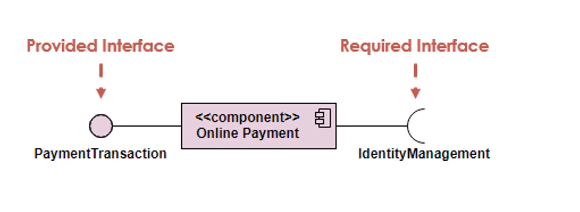 Provided Interface
Required Interface
<<component>>
Online Payment
PaymentTransaction
IdentityManagement